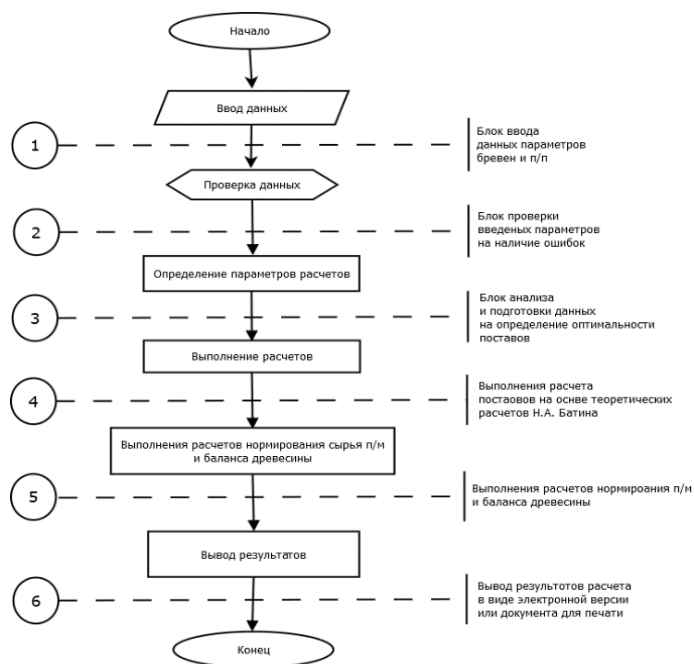 Начало
Ввод данных
1
Блок ввода
данных параметров
бревен и п/п
Проверка данных
2
Блок проверки
введеных параметров
на наличие ошибок
Определение параметров расчетов
3
Блок анализа
и подготовки данных
на определение оптимальности
поставов
Выполнение расчетов
4
Выполнения расчета
постаовов на оснве теоретических
расчетов Н.А. Батина
Выполнения расчетов нормирования сырья п/м
и баланса древесины
5
Выполнения расчетов нормироания п/м
и баланса древесины
Вывод результатов
6
Вывод результотов расчета
в виде электронной версии
или документа для печати
Конец